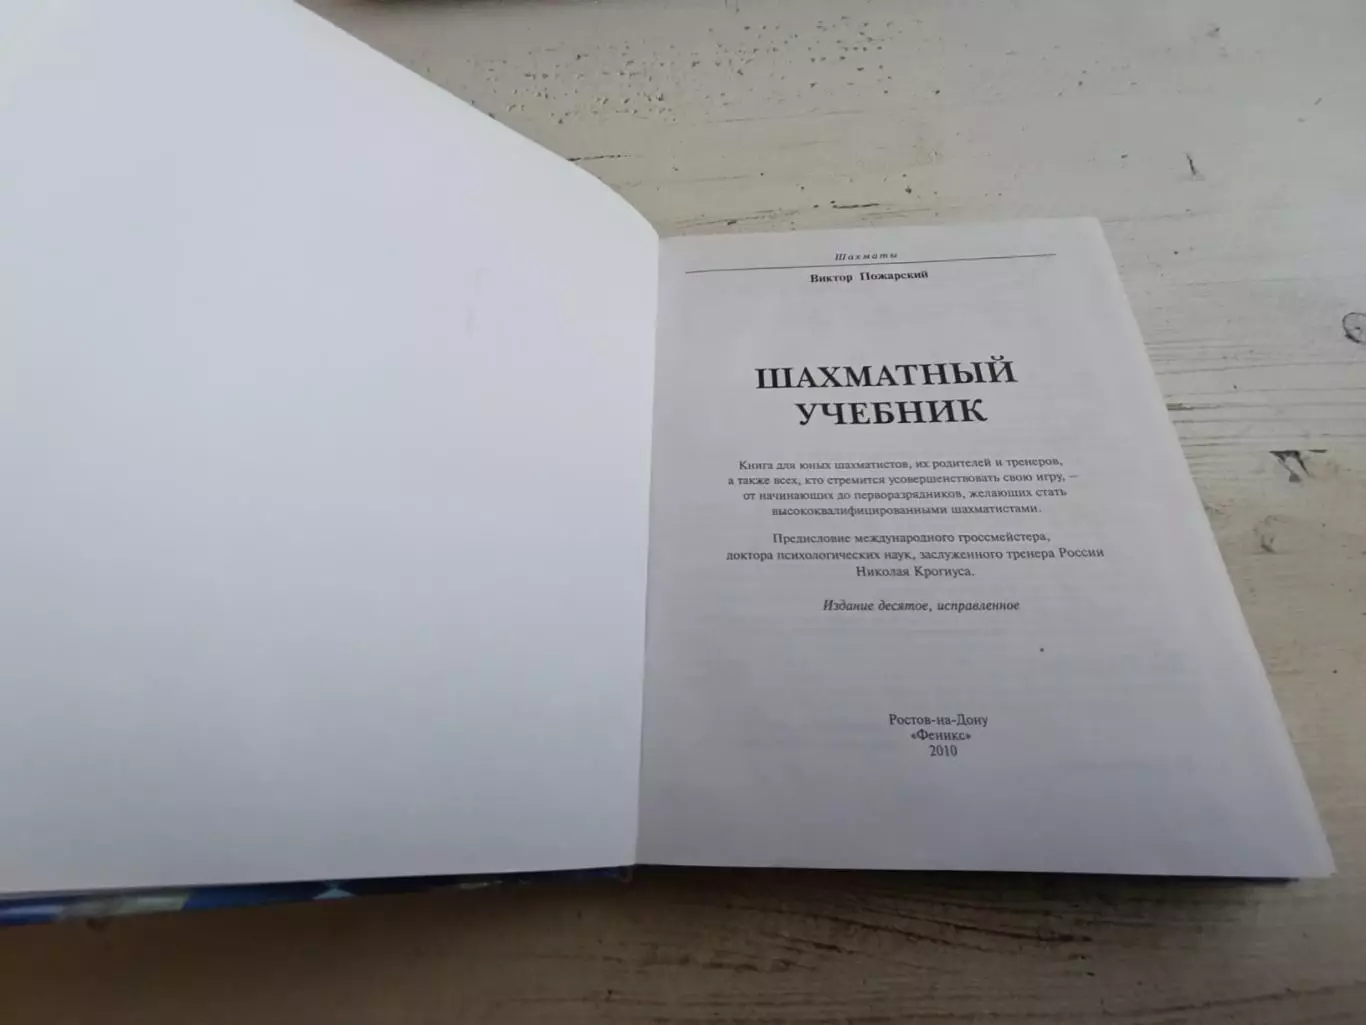 Шахматы
Виктор Пожарский
ШАХМАТНЫЙ
УЧЕБНИК
Книга для юных шахматистов, их родителей и тренеров,
а также всех, кто стремится усовершенствовать свою игру, –
от начинающих до перворазрядников, желающих стать
высококвалифицированными шахматистами.
Предисловие международного гроссмейстера,
доктора психологических наук, заслуженного тренера России
Николая Крогиуса.
Издание десятое, исправленное
Ростов-на-Дону
«Феникс»
2010